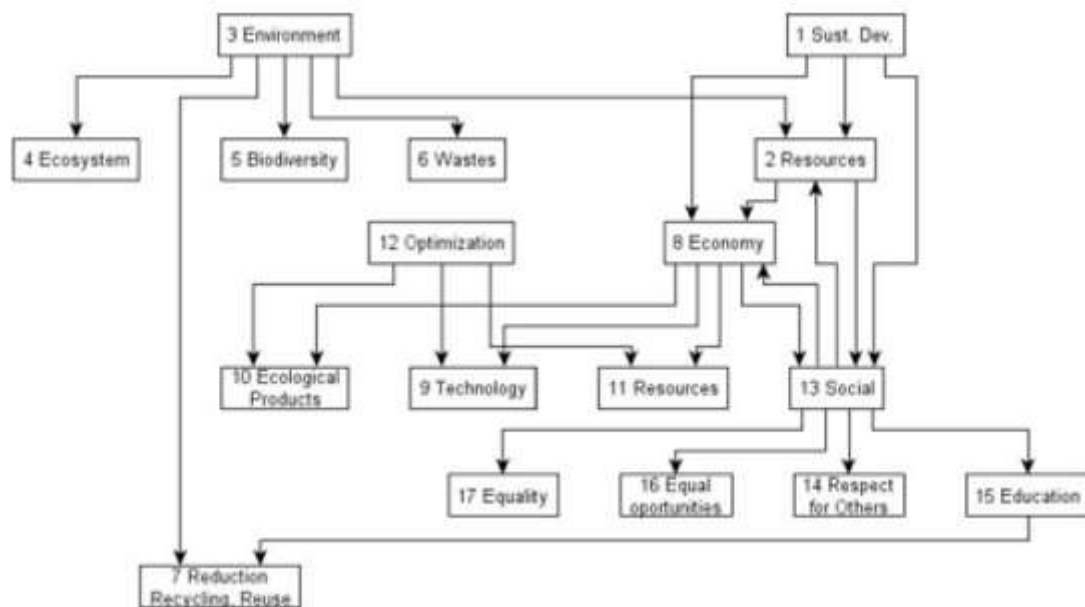 3 Environment
1 Sust. Dev.
4 Ecosystem
5 Biodiversity
6 Wastes
2 Resources
12 Optimization
8 Economy
10 Ecological
Products
9 Technology
11 Resources
13 Social
17 Equality
16 Equal
oportunities
14 Respect
for Others
15 Education
7 Reduction
Recycling, Reuse